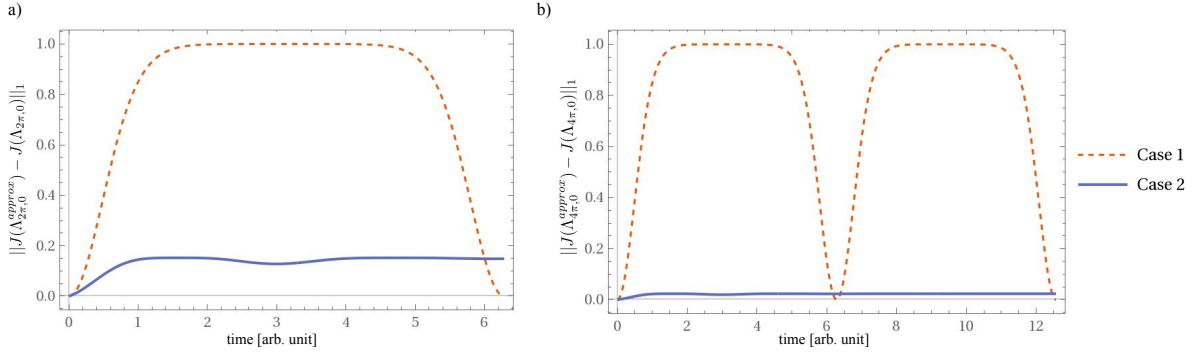 a)
||J(Λ^{approx}_{2π,0}) − J(Λ_{2π,0})||_1
1.0
0.8
0.6
0.4
0.2
0.0
0 1 2 3 4 5 6
time [arb. unit]
b)
||J(Λ^{approx}_{4π,0}) − J(Λ_{4π,0})||_1
1.0
0.8
0.6
0.4
0.2
0.0
0 2 4 6 8 10 12
time [arb. unit]
Case 1
Case 2